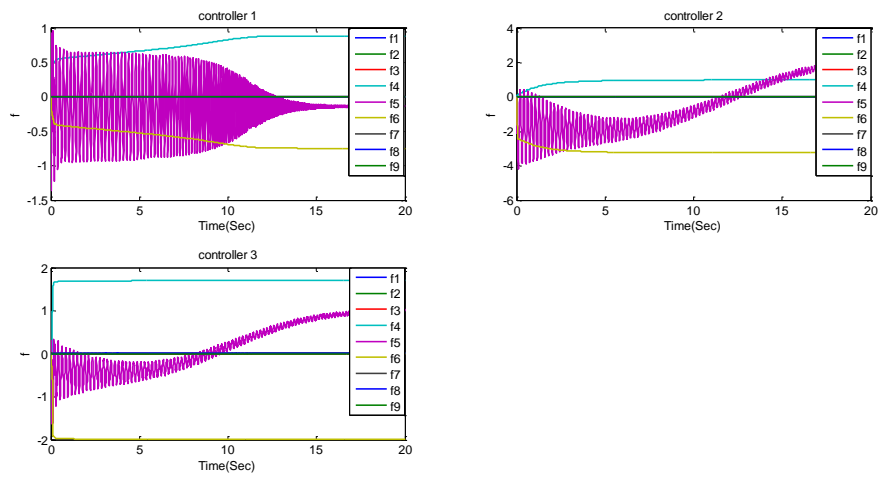 controller 1
1
0.5
0
-0.5
-1
-1.5
f
0
5
10
15
20
Time(Sec)
f1
f2
f3
f4
f5
f6
f7
f8
f9
controller 2
4
2
0
-2
-4
-6
f
0
5
10
15
20
Time(Sec)
f1
f2
f3
f4
f5
f6
f7
f8
f9
controller 3
2
1
0
-1
-2
f
0
5
10
15
20
Time(Sec)
f1
f2
f3
f4
f5
f6
f7
f8
f9